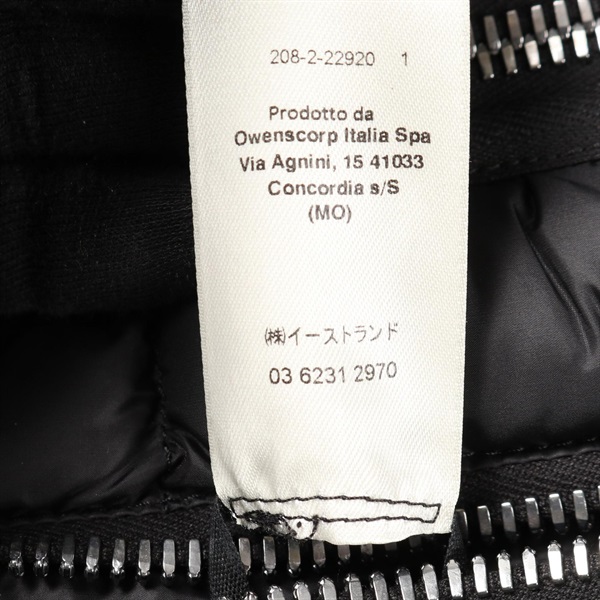 208-2-22920 1
Prodotto da
Owenscorp Italia Spa
Via Agnini, 15 41033
Concordia s/S
(MO)
㈱イーストランド
03 6231 2970